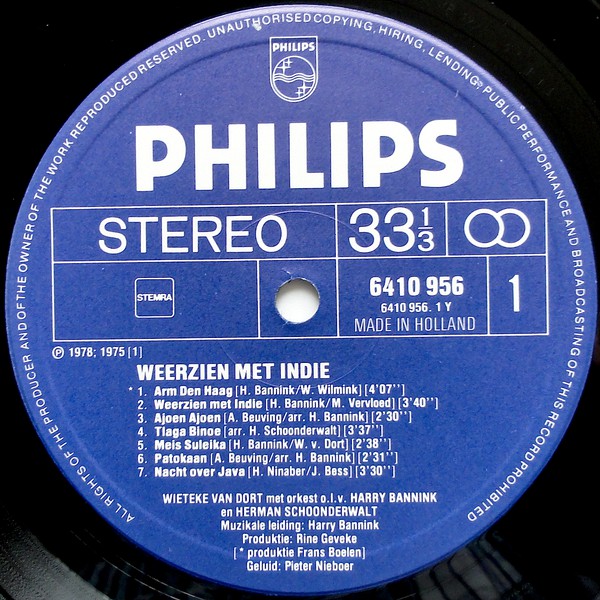 ALL RIGHTS OF THE PRODUCER AND OF THE OWNER OF THE WORK REPRODUCED RESERVED. UNAUTHORISED COPYING, HIRING, LENDING, PUBLIC PERFORMANCE AND BROADCASTING OF THIS RECORD PROHIBITED
PHILIPS
PHILIPS
STEREO 33 1/3
STEMRA
6410 956
6410 956. 1 Y
MADE IN HOLLAND
1
℗ 1978; 1975 [1]
WEERZIEN MET INDIE
* 1. Arm Den Haag [H. Bannink/W. Wilmink] [4'07'']
2. Weerzien met Indie [H. Bannink/M. Vervloed] [3'40'']
3. Ajoen Ajoen [A. Beuving/arr. H. Bannink] [2'30'']
4. Tlaga Binoe [arr. H. Schoonderwalt] [3'37'']
5. Meis Suleika [H. Bannink/W. v. Dort] [2'38'']
6. Patokaan [A. Beuving/arr. H. Bannink] [2'31'']
7. Nacht over Java [H. Ninaber/J. Bess] [3'30'']
WIETEKE VAN DORT met orkest o.l.v. HARRY BANNINK
en HERMAN SCHOONDERWALT
Muzikale leiding: Harry Bannink
Produktie: Rine Geveke
[* produktie Frans Boelen]
Geluid: Pieter Nieboer